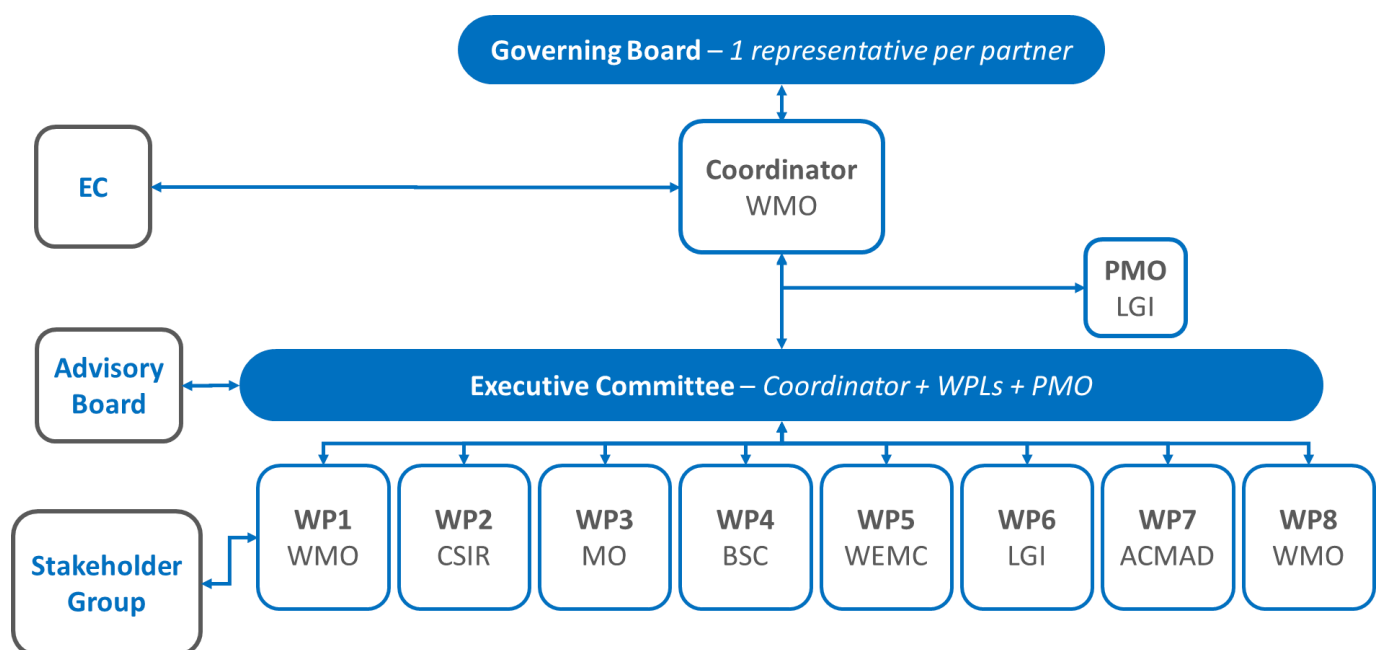 Governing Board – 1 representative per partner
EC
Coordinator
WMO
PMO
LGI
Advisory
Board
Executive Committee – Coordinator + WPLs + PMO
WP1
WMO
WP2
CSIR
WP3
MO
WP4
BSC
WP5
WEMC
WP6
LGI
WP7
ACMAD
WP8
WMO
Stakeholder
Group